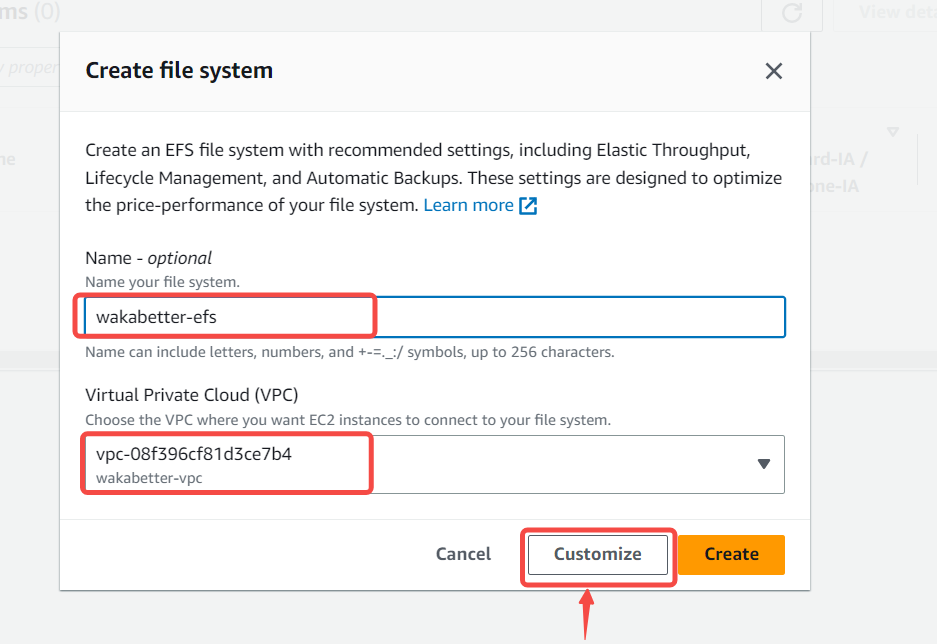 ms (0)
View deta
y proper
ne
ard-IA /
one-IA
Create file system
Create an EFS file system with recommended settings, including Elastic Throughput,
Lifecycle Management, and Automatic Backups. These settings are designed to optimize
the price-performance of your file system. Learn more
Name - optional
Name your file system.
wakabetter-efs
Name can include letters, numbers, and +-=._:/ symbols, up to 256 characters.
Virtual Private Cloud (VPC)
Choose the VPC where you want EC2 instances to connect to your file system.
vpc-08f396cf81d3ce7b4
wakabetter-vpc
Cancel
Customize
Create